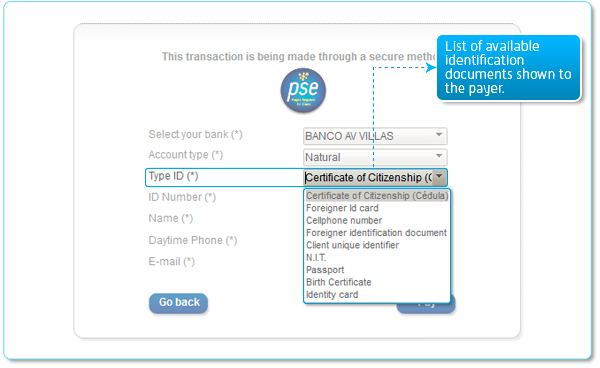 This transaction is being made through a secure metho
List of available
identification
documents shown to
the payer.
pse
Select your bank (*)
BANCO AV VILLAS
Account type (*)
Natural
Type ID (*)
Certificate of Citizenship (C
ID Number (*)
Certificate of Citizenship (Cédula)
Foreigner Id card
Name (*)
Cellphone number
Foreigner identification document
Daytime Phone (*)
Client unique identifier
N.I.T.
E-mail (*)
Passport
Birth Certificate
Identity card
Go back